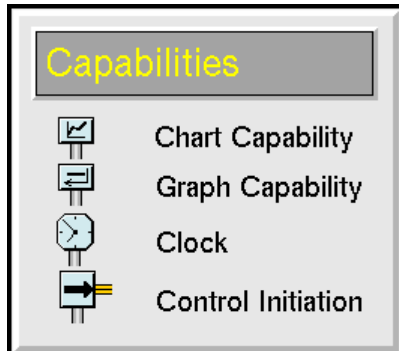 Capabilities
Chart Capability
Graph Capability
Clock
Control Initiation